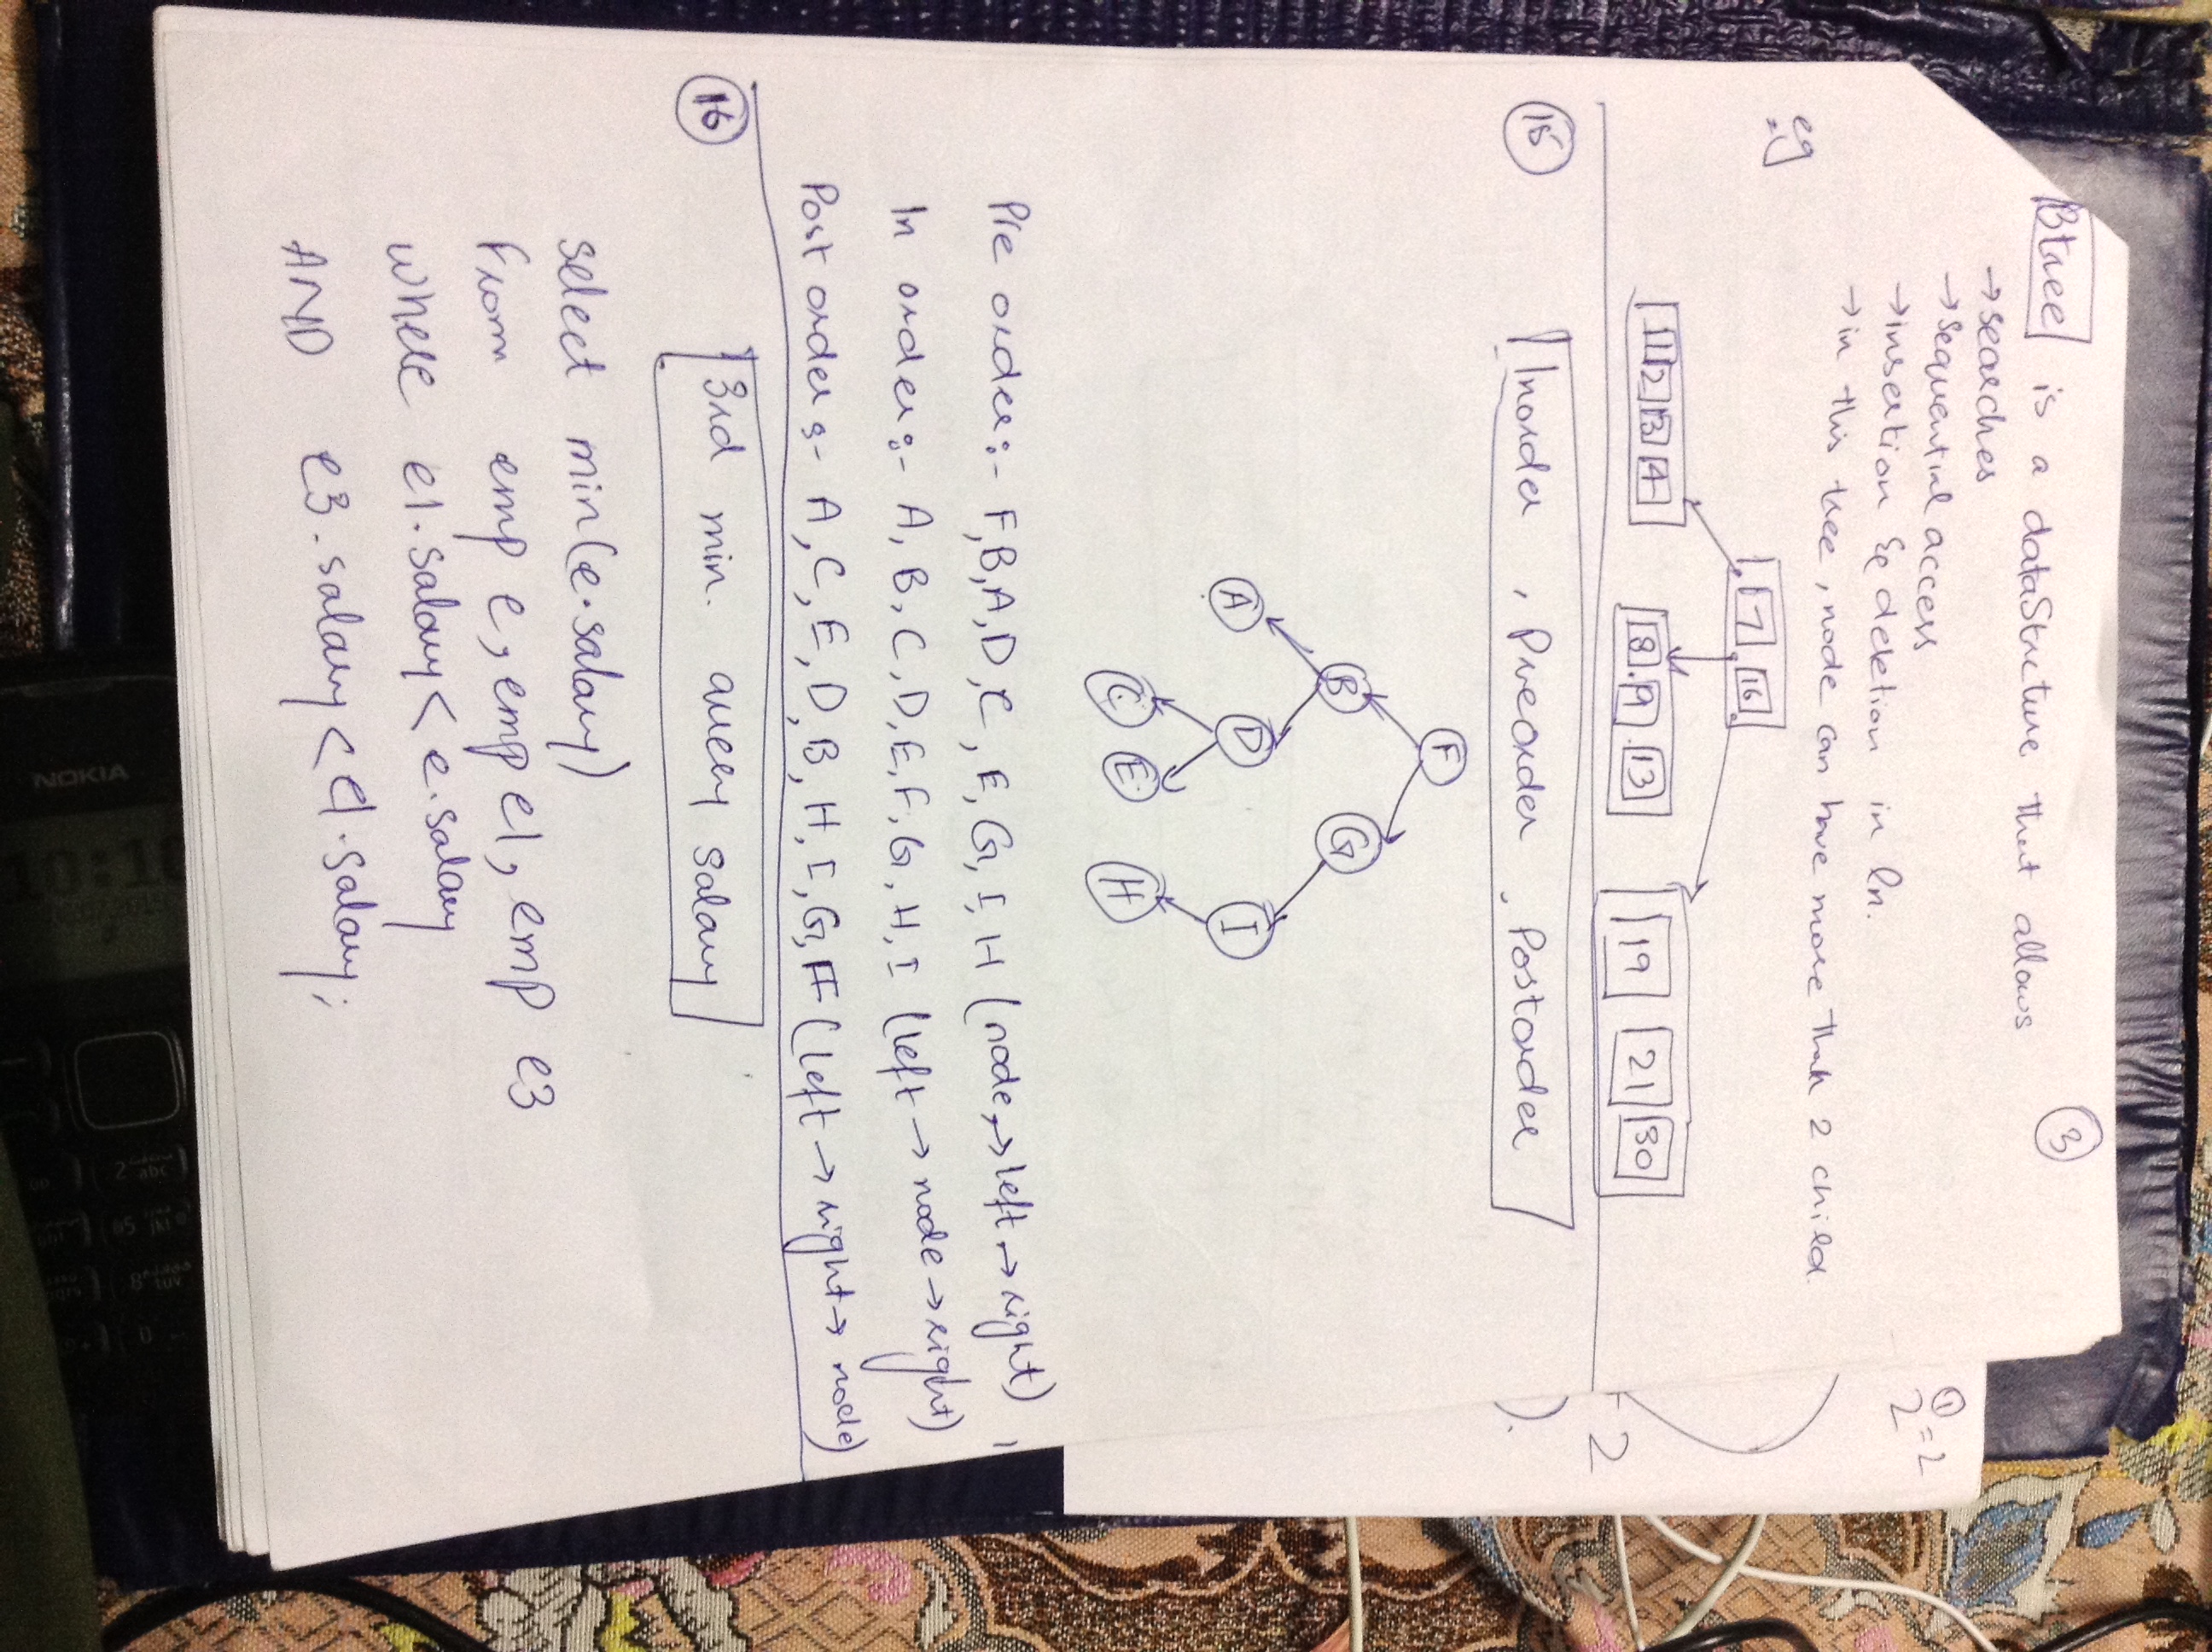 Btree is a dataStrcture that allows
3
→ searches
→ Sequential access
→ insertion & deletion in ln.
→ in this tree, node can have more than 2 child.
eg
7 16
1 2 3 4 8 9 13 19 21 30
15 Inorder, Preorder, Postorder
F
B G
A D I
C E H
Pre order:- F,B,A,D,C,E,G,I,H (node,→left,→right)
In order:- A,B,C,D,E,F,G,H,I (left→node→right)
Post order:- A,C,E,D,B,H,I,G,F (left→right→node)
16 3rd min. query salary
select min(e.salary)
From emp e, emp e1, emp e3
where e1.salary < e.salary
AND e3.salary < e1.salary;
2 = 2
2
).
NOKIA